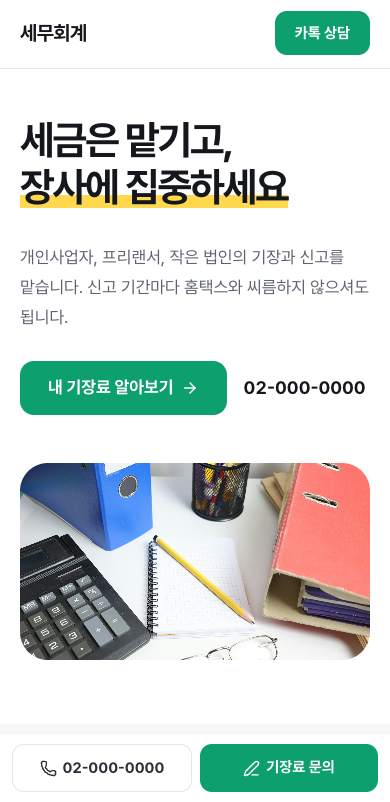 세무회계
카톡 상담
세금은 맡기고,
장사에 집중하세요
개인사업자, 프리랜서, 작은 법인의 기장과 신고를
맡습니다. 신고 기간마다 홈택스와 씨름하지 않으셔도
됩니다.
내 기장료 알아보기 →
02-000-0000
02-000-0000
기장료 문의